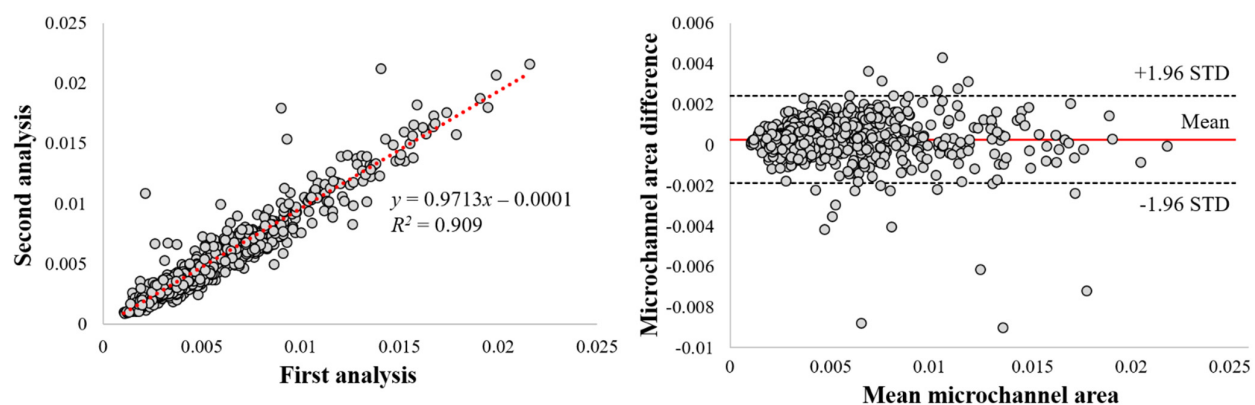 0.025
0.02
0.015
0.01
0.005
0
0 0.005 0.01 0.015 0.02 0.025
Second analysis
First analysis
y = 0.9713x – 0.0001
R² = 0.909
0.006
0.004
0.002
0
-0.002
-0.004
-0.006
-0.008
-0.01
0 0.005 0.01 0.015 0.02 0.025
Microchannel area difference
Mean microchannel area
+1.96 STD
Mean
-1.96 STD